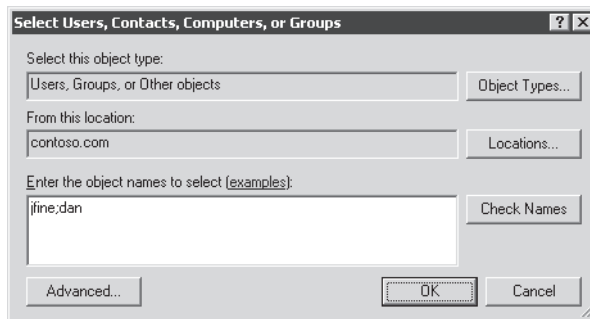 Select Users, Contacts, Computers, or Groups
Select this object type:
Users, Groups, or Other objects
Object Types...
From this location:
contoso.com
Locations...
Enter the object names to select (examples):
jfine;dan
Check Names
Advanced...
OK
Cancel